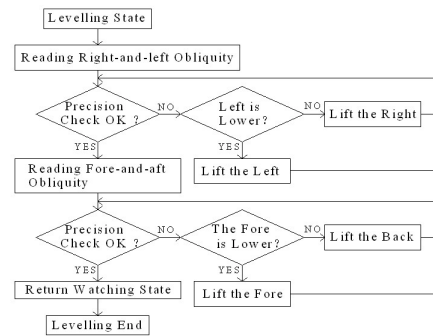 Levelling State
Reading Right-and-left Obliquity
Precision
Check OK ?
NO
Left is
Lower?
NO
Lift the Right
YES
YES
Reading Fore-and-aft
Obliquity
Lift the Left
Precision
Check OK ?
NO
The Fore
is Lower?
NO
Lift the Back
YES
YES
Return Watching State
Lift the Fore
Levelling End